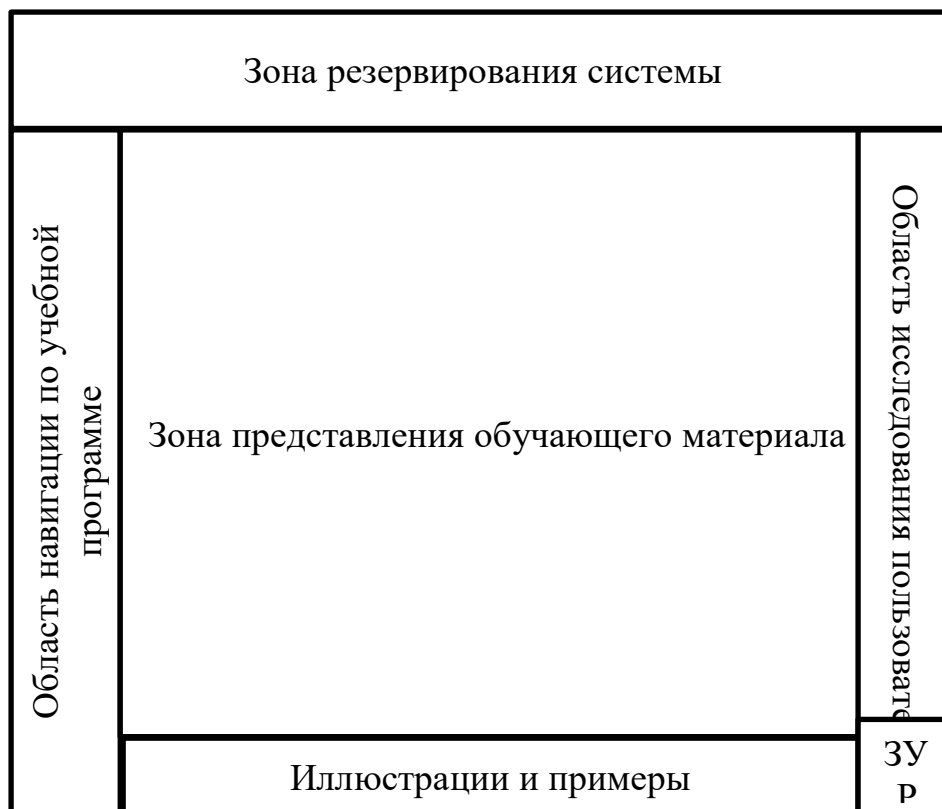 Зона резервирования системы
Область навигации по учебной
программе
Зона представления обучающего материала
Область исследования пользовате
Иллюстрации и примеры
ЗУ
Р